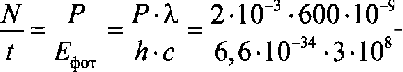 N/t = P/E_фот = P·λ/h·c = 2·10^-3·600·10^-9/6,6·10^-34·3·10^8